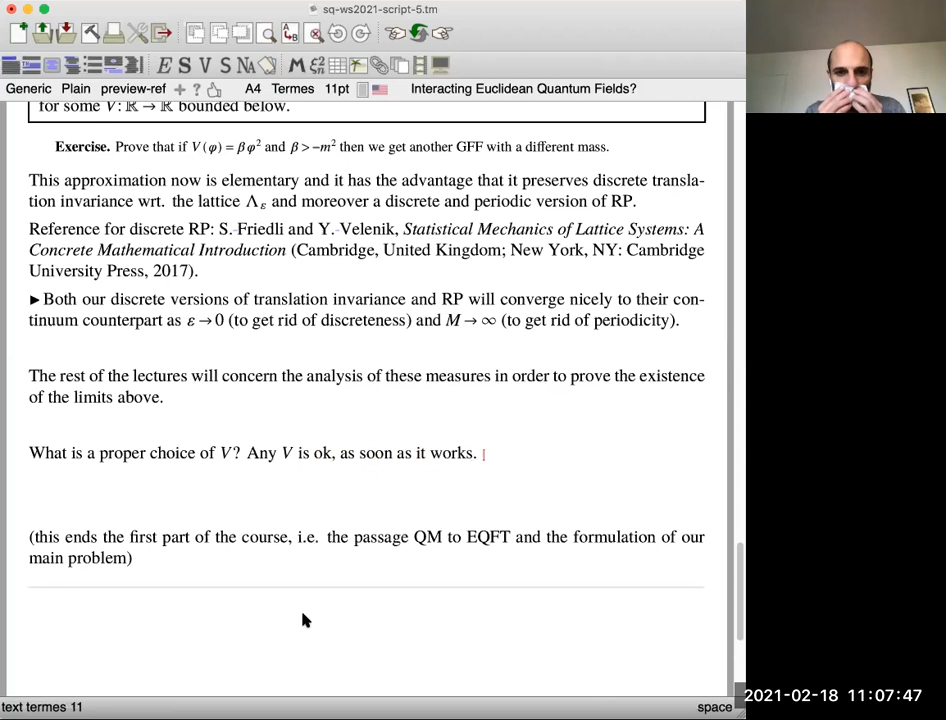 sq-ws2021-script-5.tm
Generic Plain preview-ref + ? A4 Termes 11pt Interacting Euclidean Quantum Fields?
for some V: ℝ → ℝ bounded below.
Exercise. Prove that if V(φ) = βφ² and β > −m² then we get another GFF with a different mass.
This approximation now is elementary and it has the advantage that it preserves discrete transla-
tion invariance wrt. the lattice Λ_ε and moreover a discrete and periodic version of RP.
Reference for discrete RP: S.-Friedli and Y.-Velenik, Statistical Mechanics of Lattice Systems: A
Concrete Mathematical Introduction (Cambridge, United Kingdom; New York, NY: Cambridge
University Press, 2017).
▶ Both our discrete versions of translation invariance and RP will converge nicely to their con-
tinuum counterpart as ε → 0 (to get rid of discreteness) and M → ∞ (to get rid of periodicity).
The rest of the lectures will concern the analysis of these measures in order to prove the existence
of the limits above.
What is a proper choice of V? Any V is ok, as soon as it works.
(this ends the first part of the course, i.e. the passage QM to EQFT and the formulation of our
main problem)
text termes 11 space
2021-02-18 11:07:47